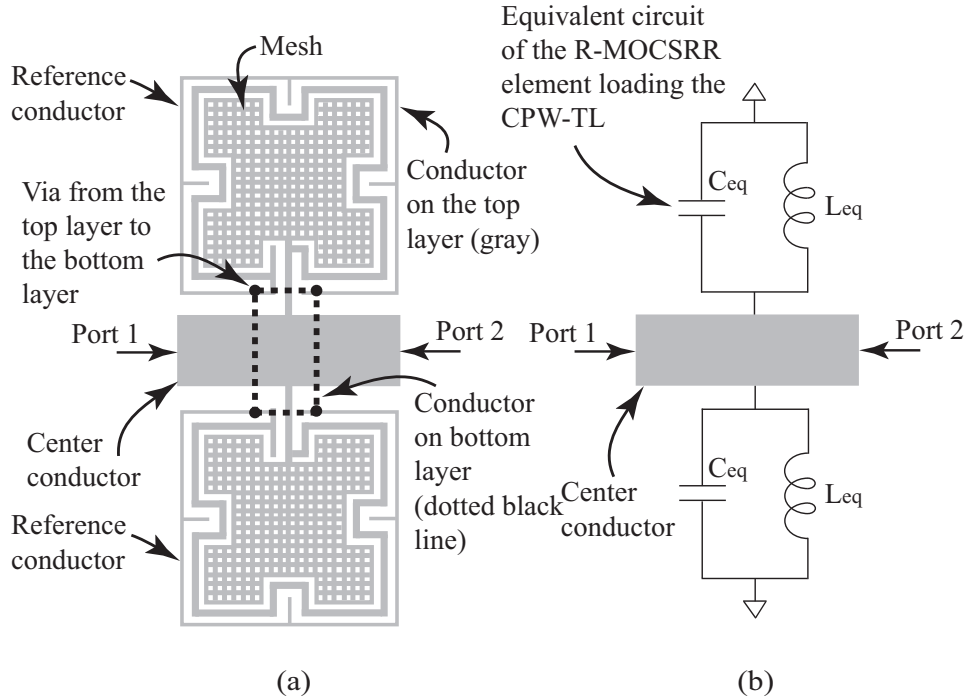 Mesh
Reference
conductor
Conductor
on the top
layer (gray)
Via from the
top layer to
the bottom
layer
Port 1
Port 2
Center
conductor
Conductor
on bottom
layer
(dotted black
line)
Reference
conductor
(a)
Equivalent circuit
of the R-MOCSRR
element loading the
CPW-TL
Ceq
Leq
Port 1
Port 2
Ceq
Leq
Center
conductor
(b)